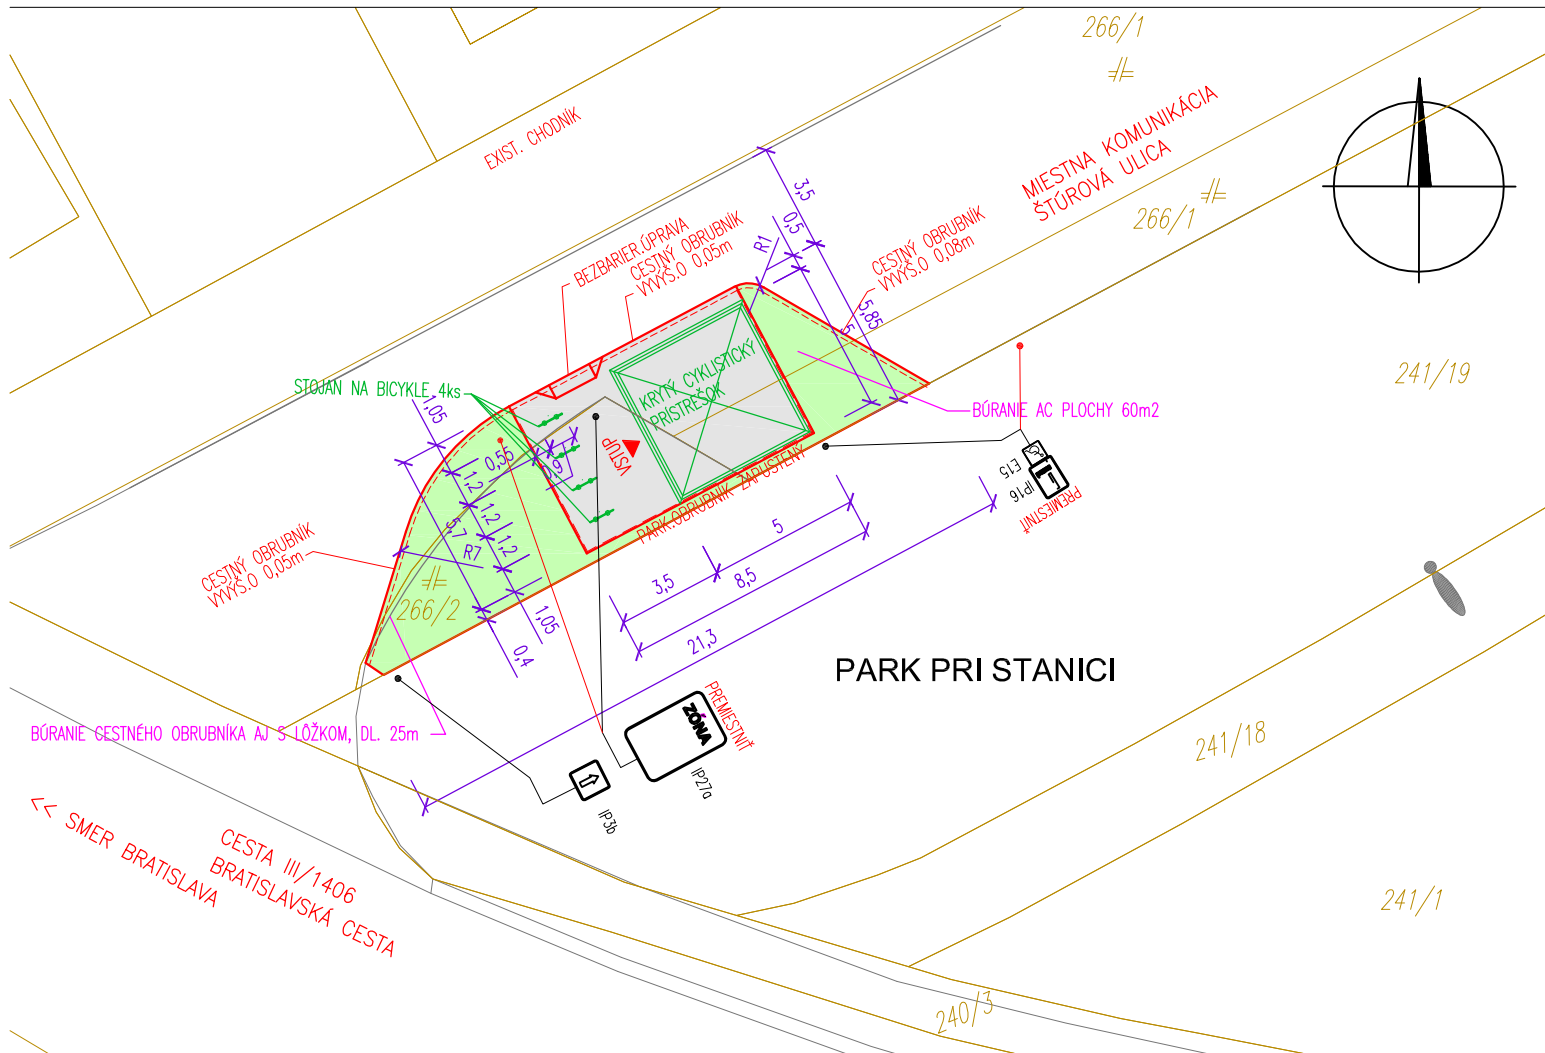 266/1
EXIST. CHODNÍK
MIESTNA KOMUNIKÁCIA
ŠTÚROVÁ ULICA
266/1
3,5
0,5
R1
BEZBARIER.ÚPRAVA
CESTNÝ OBRUBNÍK
VYVÝŠ.O 0,05m
CESTNÝ OBRUBNÍK
VYVÝŠ.O 0,08m
5,85
5
241/19
STOJAN NA BICYKLE 4ks
KRYTÝ CYKLISTICKÝ
PRÍSTREŠOK
BÚRANIE AC PLOCHY 60m2
1,05
0,55
VSTUP
PARK.OBRUBNÍK ZAPUSTENÝ
1,2
1,2
1,2
5,7
R7
E15
IP16
PREMIESTNIŤ
5
3,5
8,5
21,3
CESTNÝ OBRUBNÍK
VYVÝŠ.O 0,05m
266/2
1,05
0,4
PARK PRI STANICI
PREMIESTNIŤ
ZÓNA
IP27a
IP3b
BÚRANIE CESTNÉHO OBRUBNÍKA AJ S LÔŽKOM, DL. 25m
241/18
<< SMER BRATISLAVA
CESTA III/1406
BRATISLAVSKÁ CESTA
241/1
240/3